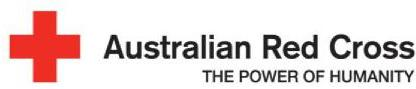 Australian Red Cross
THE POWER OF HUMANITY